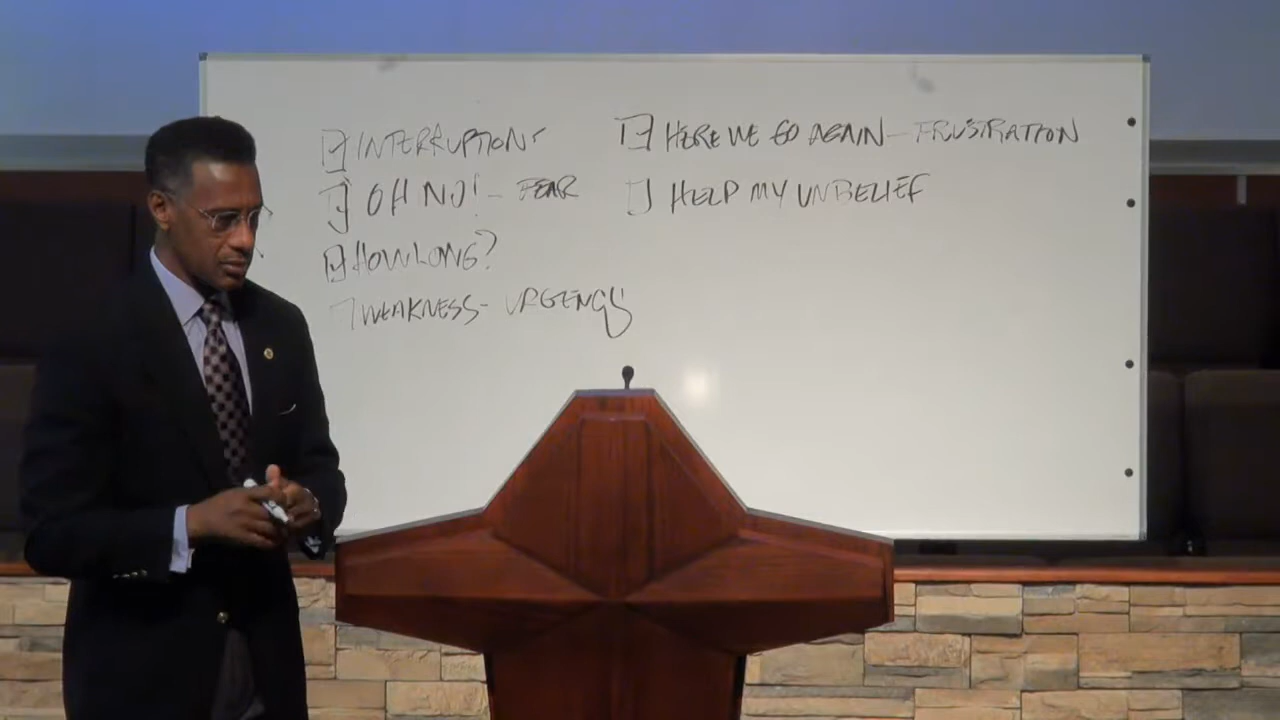 INTERRUPTION-
OH NO! - FEAR
HOW LONG?
WEAKNESS - URGENCY
HERE WE GO AGAIN - FRUSTRATION
HELP MY UNBELIEF